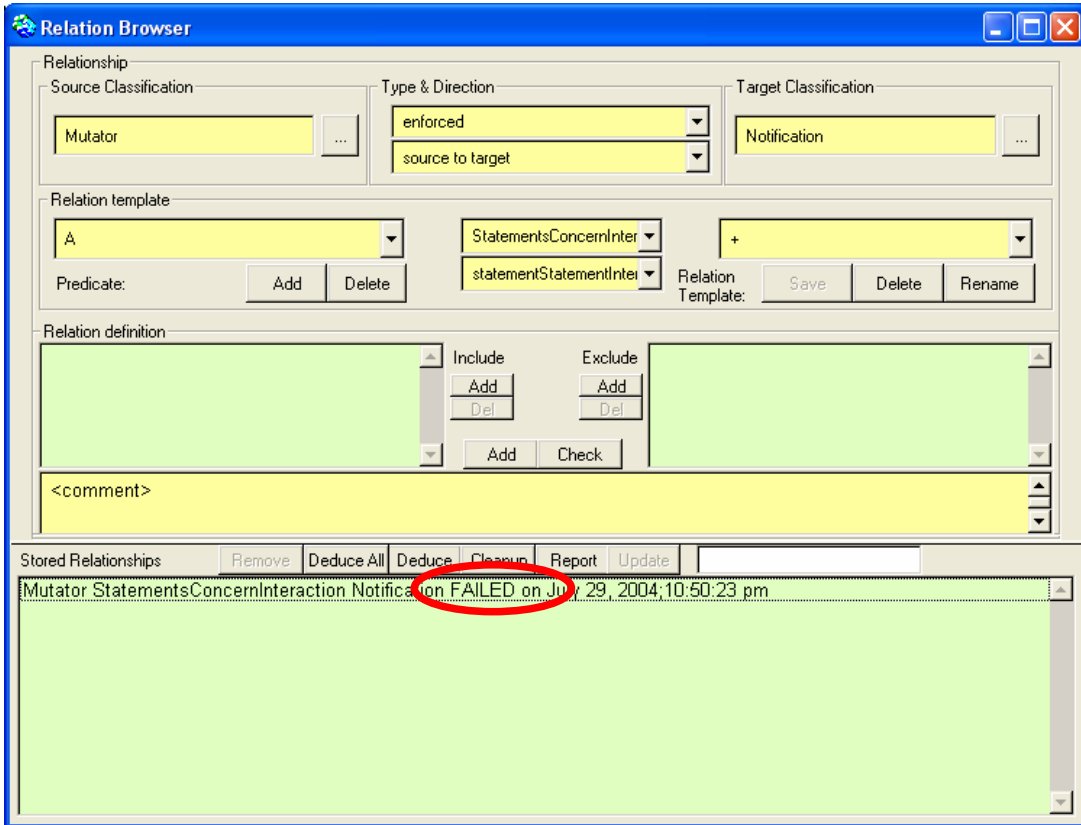 Relation Browser
Relationship
Source Classification
Type & Direction
Target Classification
Mutator
...
enforced
source to target
Notification
...
Relation template
A
StatementsConcernInter
+
statementStatementInter
Predicate:
Add
Delete
Relation
Template:
Save
Delete
Rename
Relation definition
Include
Exclude
Add
Add
Del
Del
Add
Check
<comment>
Stored Relationships
Remove
Deduce All
Deduce
Cleanup
Report
Update
Mutator StatementsConcernInteraction Notification FAILED on July 29, 2004;10:50:23 pm